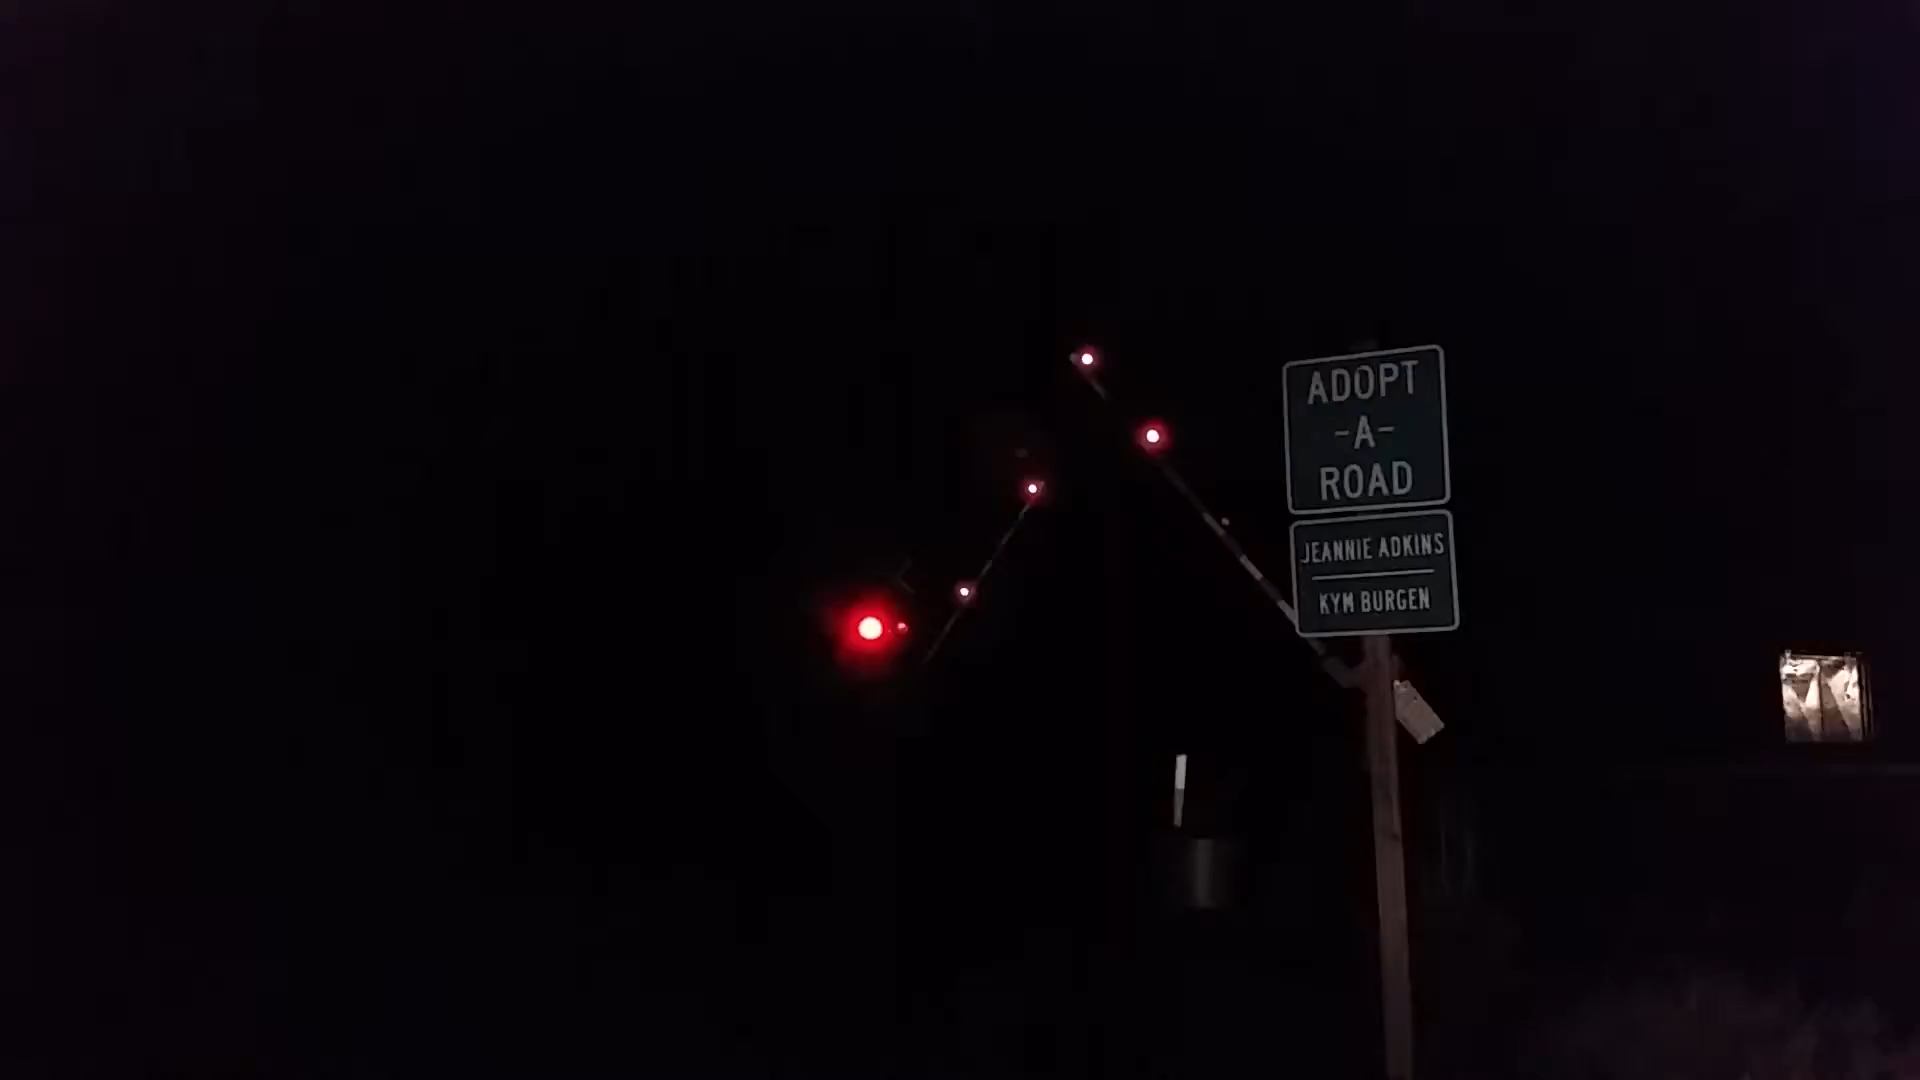 ADOPT
-A-
ROAD
JEANNIE ADKINS
KYM BURGEN